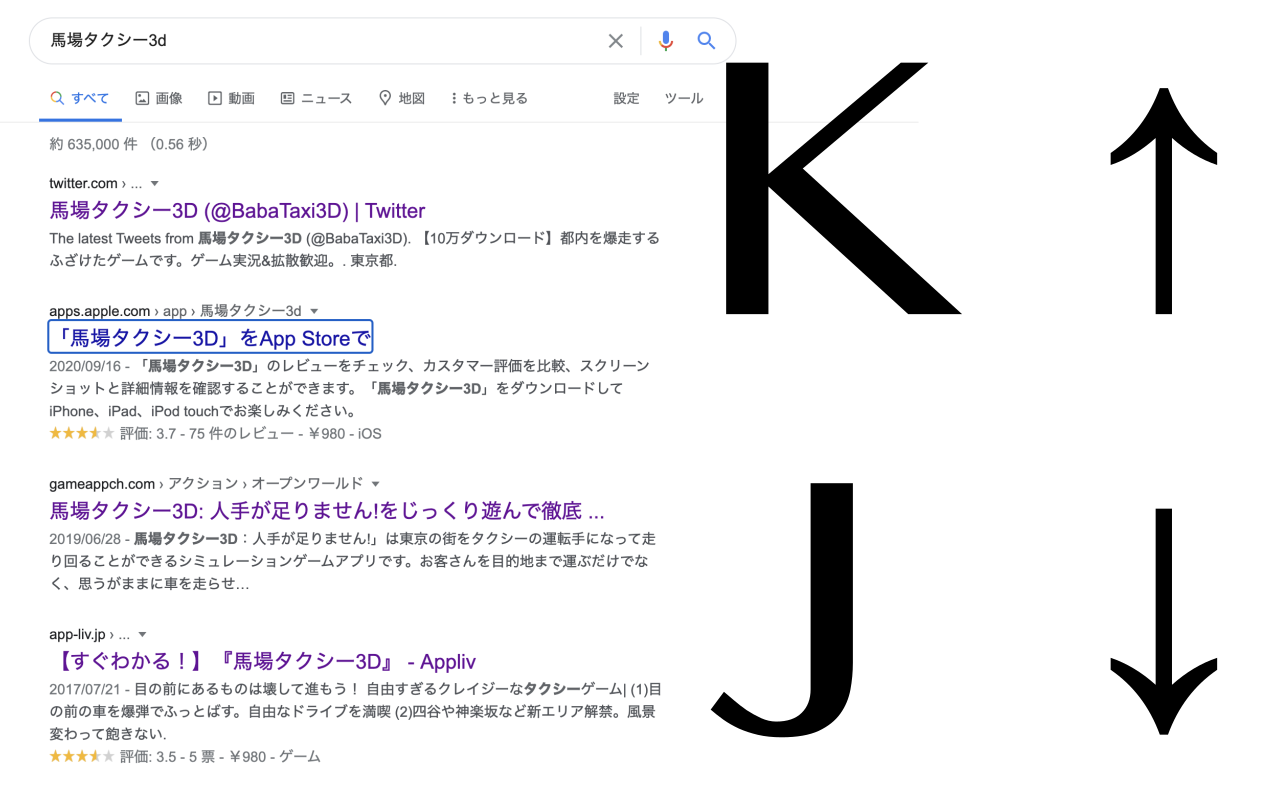 馬場タクシー3d
すべて 画像 動画 ニュース 地図 もっと見る 設定 ツール
約 635,000 件 （0.56 秒）
twitter.com › ...
馬場タクシー3D (@BabaTaxi3D) | Twitter
The latest Tweets from 馬場タクシー3D (@BabaTaxi3D). 【10万ダウンロード】都内を爆走する
ふざけたゲームです。ゲーム実況&拡散歓迎。. 東京都.
apps.apple.com › app › 馬場タクシー3d
「馬場タクシー3D」をApp Storeで
2020/09/16 - 「馬場タクシー3D」のレビューをチェック、カスタマー評価を比較、スクリーン
ショットと詳細情報を確認することができます。「馬場タクシー3D」をダウンロードして
iPhone、iPad、iPod touchでお楽しみください。
★★★★★ 評価: 3.7 - 75 件のレビュー - ￥980 - iOS
gameappch.com › アクション › オープンワールド
馬場タクシー3D: 人手が足りません!をじっくり遊んで徹底 ...
2019/06/28 - 馬場タクシー3D：人手が足りません!」は東京の街をタクシーの運転手になって走
り回ることができるシミュレーションゲームアプリです。お客さんを目的地まで運ぶだけでな
く、思うがままに車を走らせ…
app-liv.jp › ...
【すぐわかる！】『馬場タクシー3D』 - Appliv
2017/07/21 - 目の前にあるものは壊して進もう！ 自由すぎるクレイジーなタクシーゲーム| (1)目
の前の車を爆弾でふっとばす。自由なドライブを満喫 (2)四谷や神楽坂など新エリア解禁。風景
変わって飽きない.
★★★★★ 評価: 3.5 - 5 票 - ￥980 - ゲーム
K ↑
J ↓